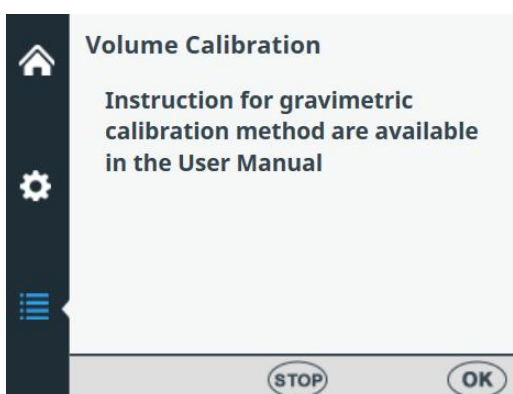 Volume Calibration
Instruction for gravimetric
calibration method are available
in the User Manual
STOP
OK